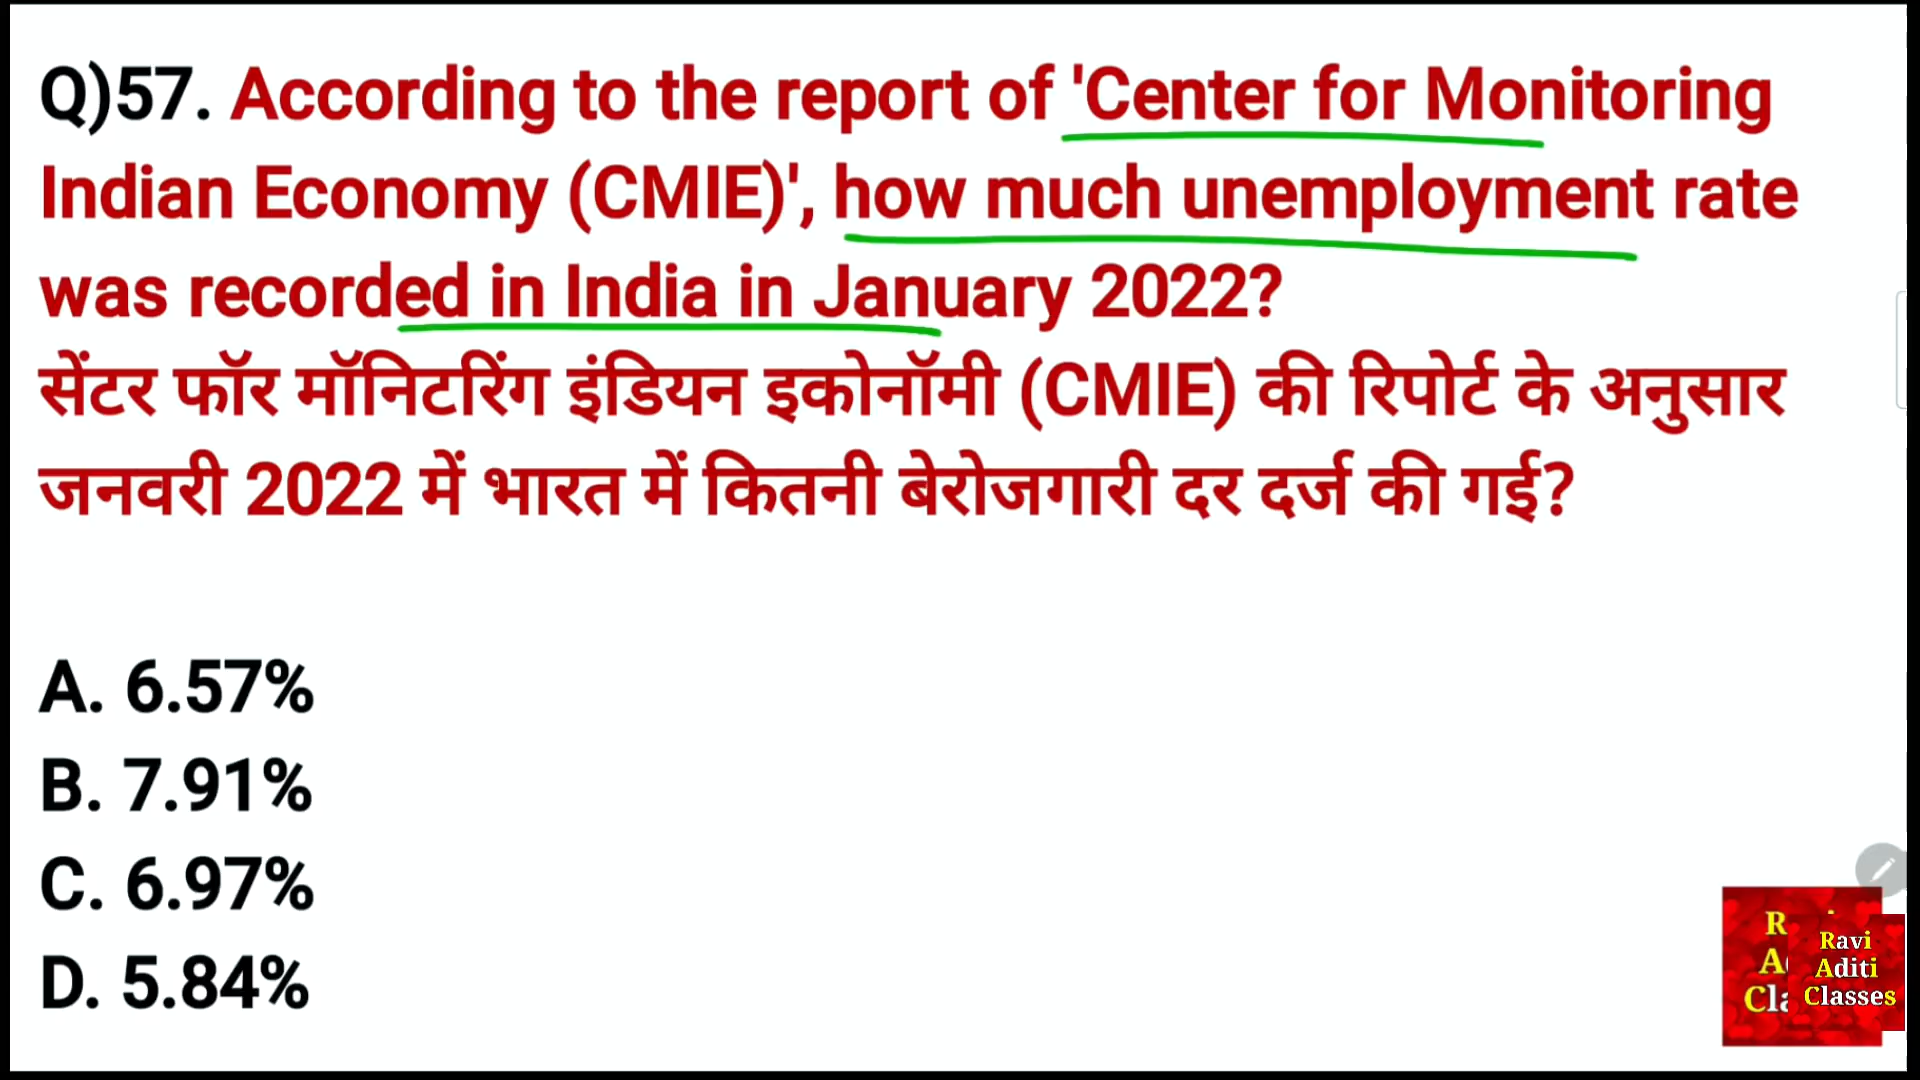 Q)57. According to the report of 'Center for Monitoring
Indian Economy (CMIE)', how much unemployment rate
was recorded in India in January 2022?
सेंटर फॉर मॉनिटरिंग इंडियन इकोनॉमी (CMIE) की रिपोर्ट के अनुसार
जनवरी 2022 में भारत में कितनी बेरोजगारी दर दर्ज की गई?
A. 6.57%
B. 7.91%
C. 6.97%
D. 5.84%
Ravi
Aditi
Classes